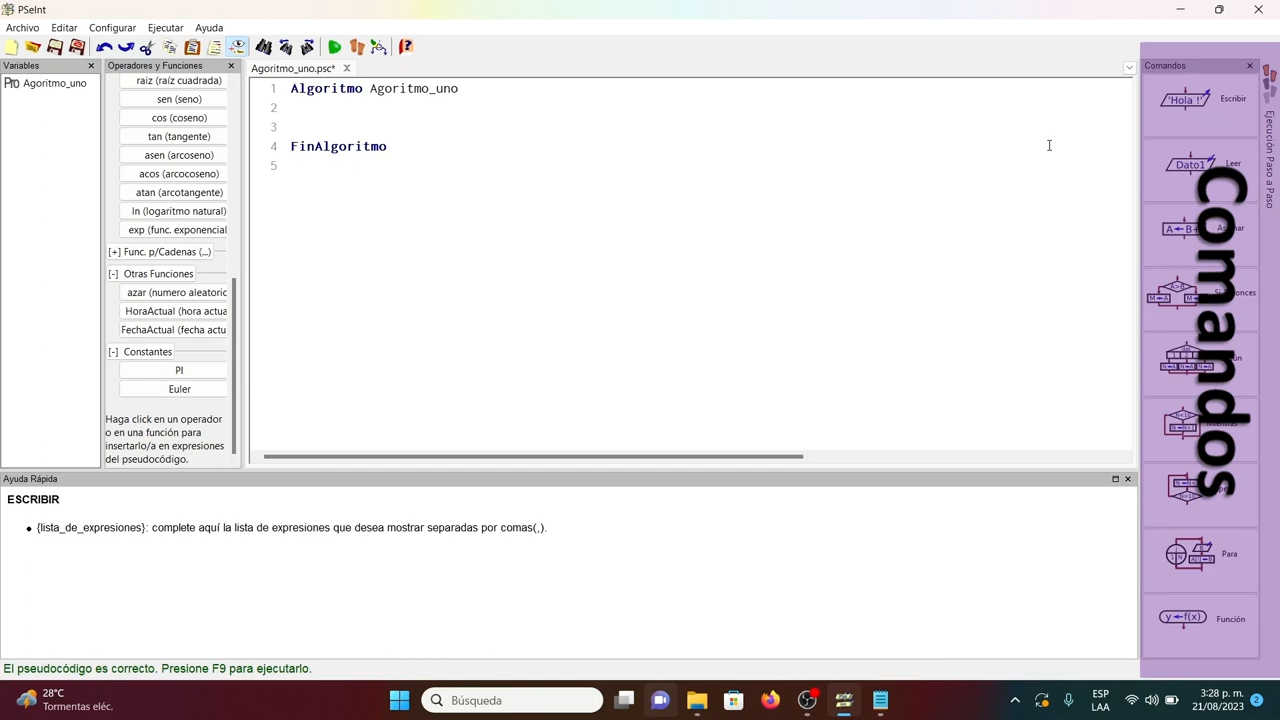 PSeInt
Archivo Editar Configurar Ejecutar Ayuda
Variables
Operadores y Funciones
Agoritmo_uno.psc*
Comandos
Pro Agoritmo_uno
raiz (raíz cuadrada)
sen (seno)
cos (coseno)
tan (tangente)
asen (arcoseno)
acos (arcocoseno)
atan (arcotangente)
ln (logaritmo natural)
exp (func. exponencial
[+] Func. p/Cadenas (...)
[-] Otras Funciones
azar (numero aleatorio
HoraActual (hora actua
FechaActual (fecha actu
[-] Constantes
PI
Euler
Haga click en un operador
o en una función para
insertarlo/a en expresiones
del pseudocódigo.
1 Algoritmo Agoritmo_uno
2
3
4 FinAlgoritmo
5
'Hola !' Escribir
Dato1 Leer
A←B
A>B
M←A
Para
y←f(x) Función
Comandos
Ejecución Paso a Paso
Ayuda Rápida
ESCRIBIR
• {lista_de_expresiones}: complete aquí la lista de expresiones que desea mostrar separadas por comas(,).
El pseudocódigo es correcto. Presione F9 para ejecutarlo.
28°C
Tormentas eléc.
Búsqueda
ESP
LAA
3:28 p. m.
21/08/2023
2